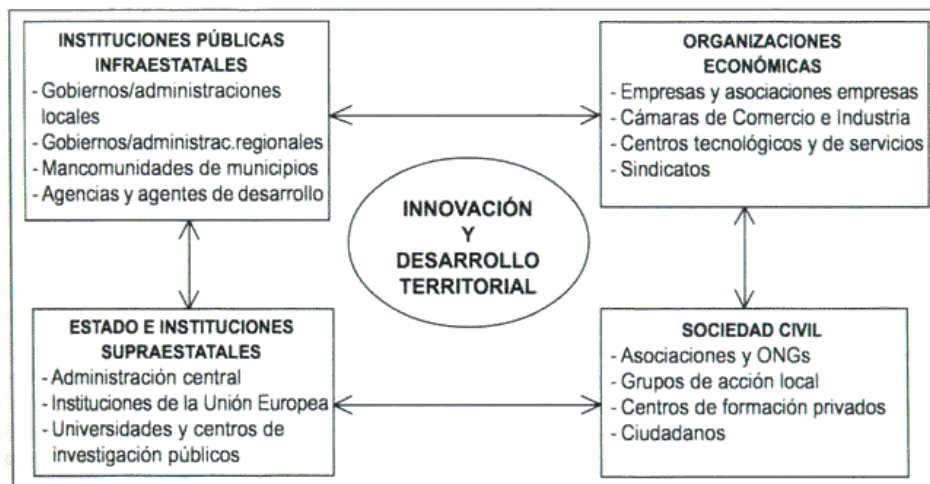 INSTITUCIONES PÚBLICAS
INFRAESTATALES
- Gobiernos/administraciones
locales
- Gobiernos/administrac.regionales
- Mancomunidades de municipios
- Agencias y agentes de desarrollo
ORGANIZACIONES
ECONÓMICAS
- Empresas y asociaciones empresas
- Cámaras de Comercio e Industria
- Centros tecnológicos y de servicios
- Sindicatos
INNOVACIÓN
Y
DESARROLLO
TERRITORIAL
ESTADO E INSTITUCIONES
SUPRAESTATALES
- Administración central
- Instituciones de la Unión Europea
- Universidades y centros de
investigación públicos
SOCIEDAD CIVIL
- Asociaciones y ONGs
- Grupos de acción local
- Centros de formación privados
- Ciudadanos